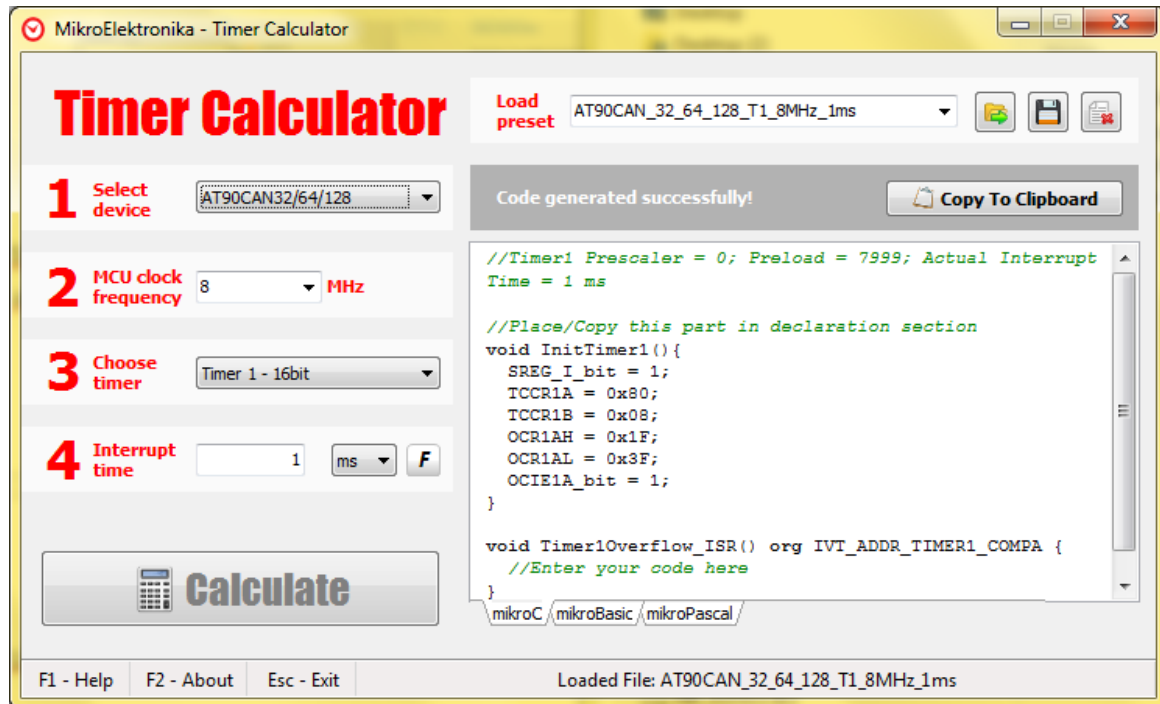 MikroElektronika - Timer Calculator
Timer Calculator
Load
preset
AT90CAN_32_64_128_T1_8MHz_1ms
1
Select
device
AT90CAN32/64/128
Code generated successfully!
Copy To Clipboard
2
MCU clock
frequency
8
MHz
3
Choose
timer
Timer 1 - 16bit
4
Interrupt
time
1
ms
F
Calculate
//Timer1 Prescaler = 0; Preload = 7999; Actual Interrupt
Time = 1 ms
//Place/Copy this part in declaration section
void InitTimer1(){
SREG_I_bit = 1;
TCCR1A = 0x80;
TCCR1B = 0x08;
OCR1AH = 0x1F;
OCR1AL = 0x3F;
OCIE1A_bit = 1;
}
void Timer1Overflow_ISR() org IVT_ADDR_TIMER1_COMPA {
//Enter your code here
}
mikroC
mikroBasic
mikroPascal
F1 - Help
F2 - About
Esc - Exit
Loaded File: AT90CAN_32_64_128_T1_8MHz_1ms